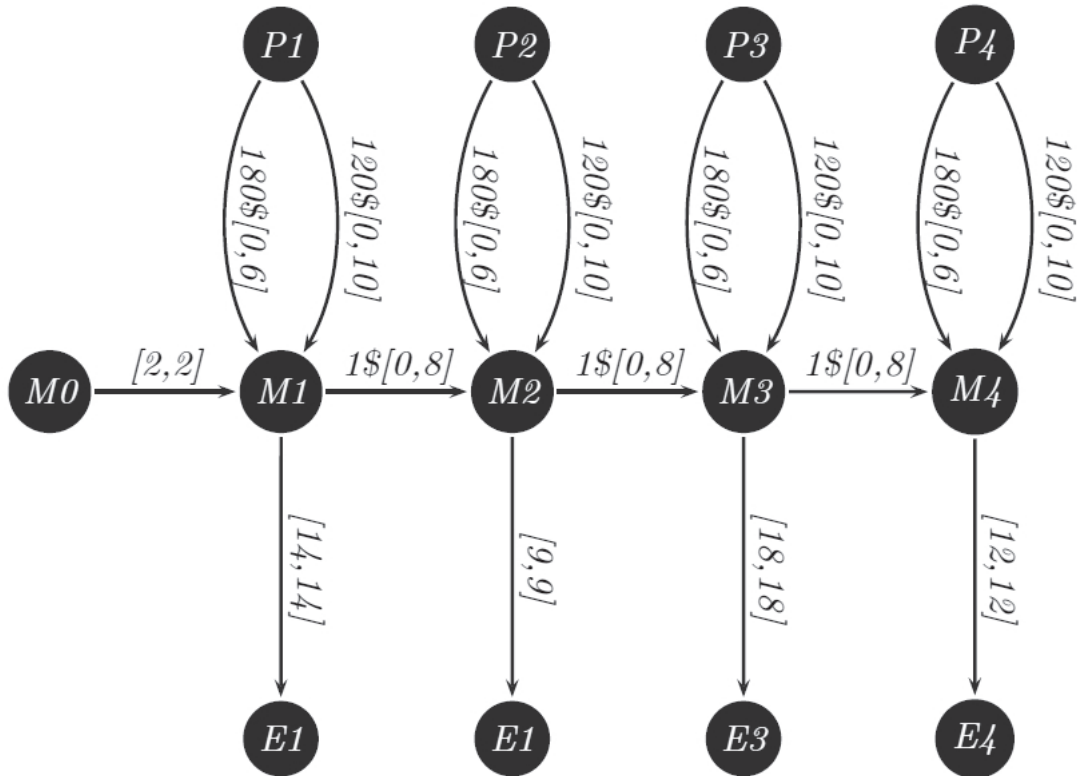 P1
P2
P3
P4
180$[0,6]
120$[0,10]
180$[0,6]
120$[0,10]
180$[0,6]
120$[0,10]
180$[0,6]
120$[0,10]
M0
[2,2]
M1
1$[0,8]
M2
1$[0,8]
M3
1$[0,8]
M4
[14,14]
[9,9]
[18,18]
[12,12]
E1
E1
E3
E4